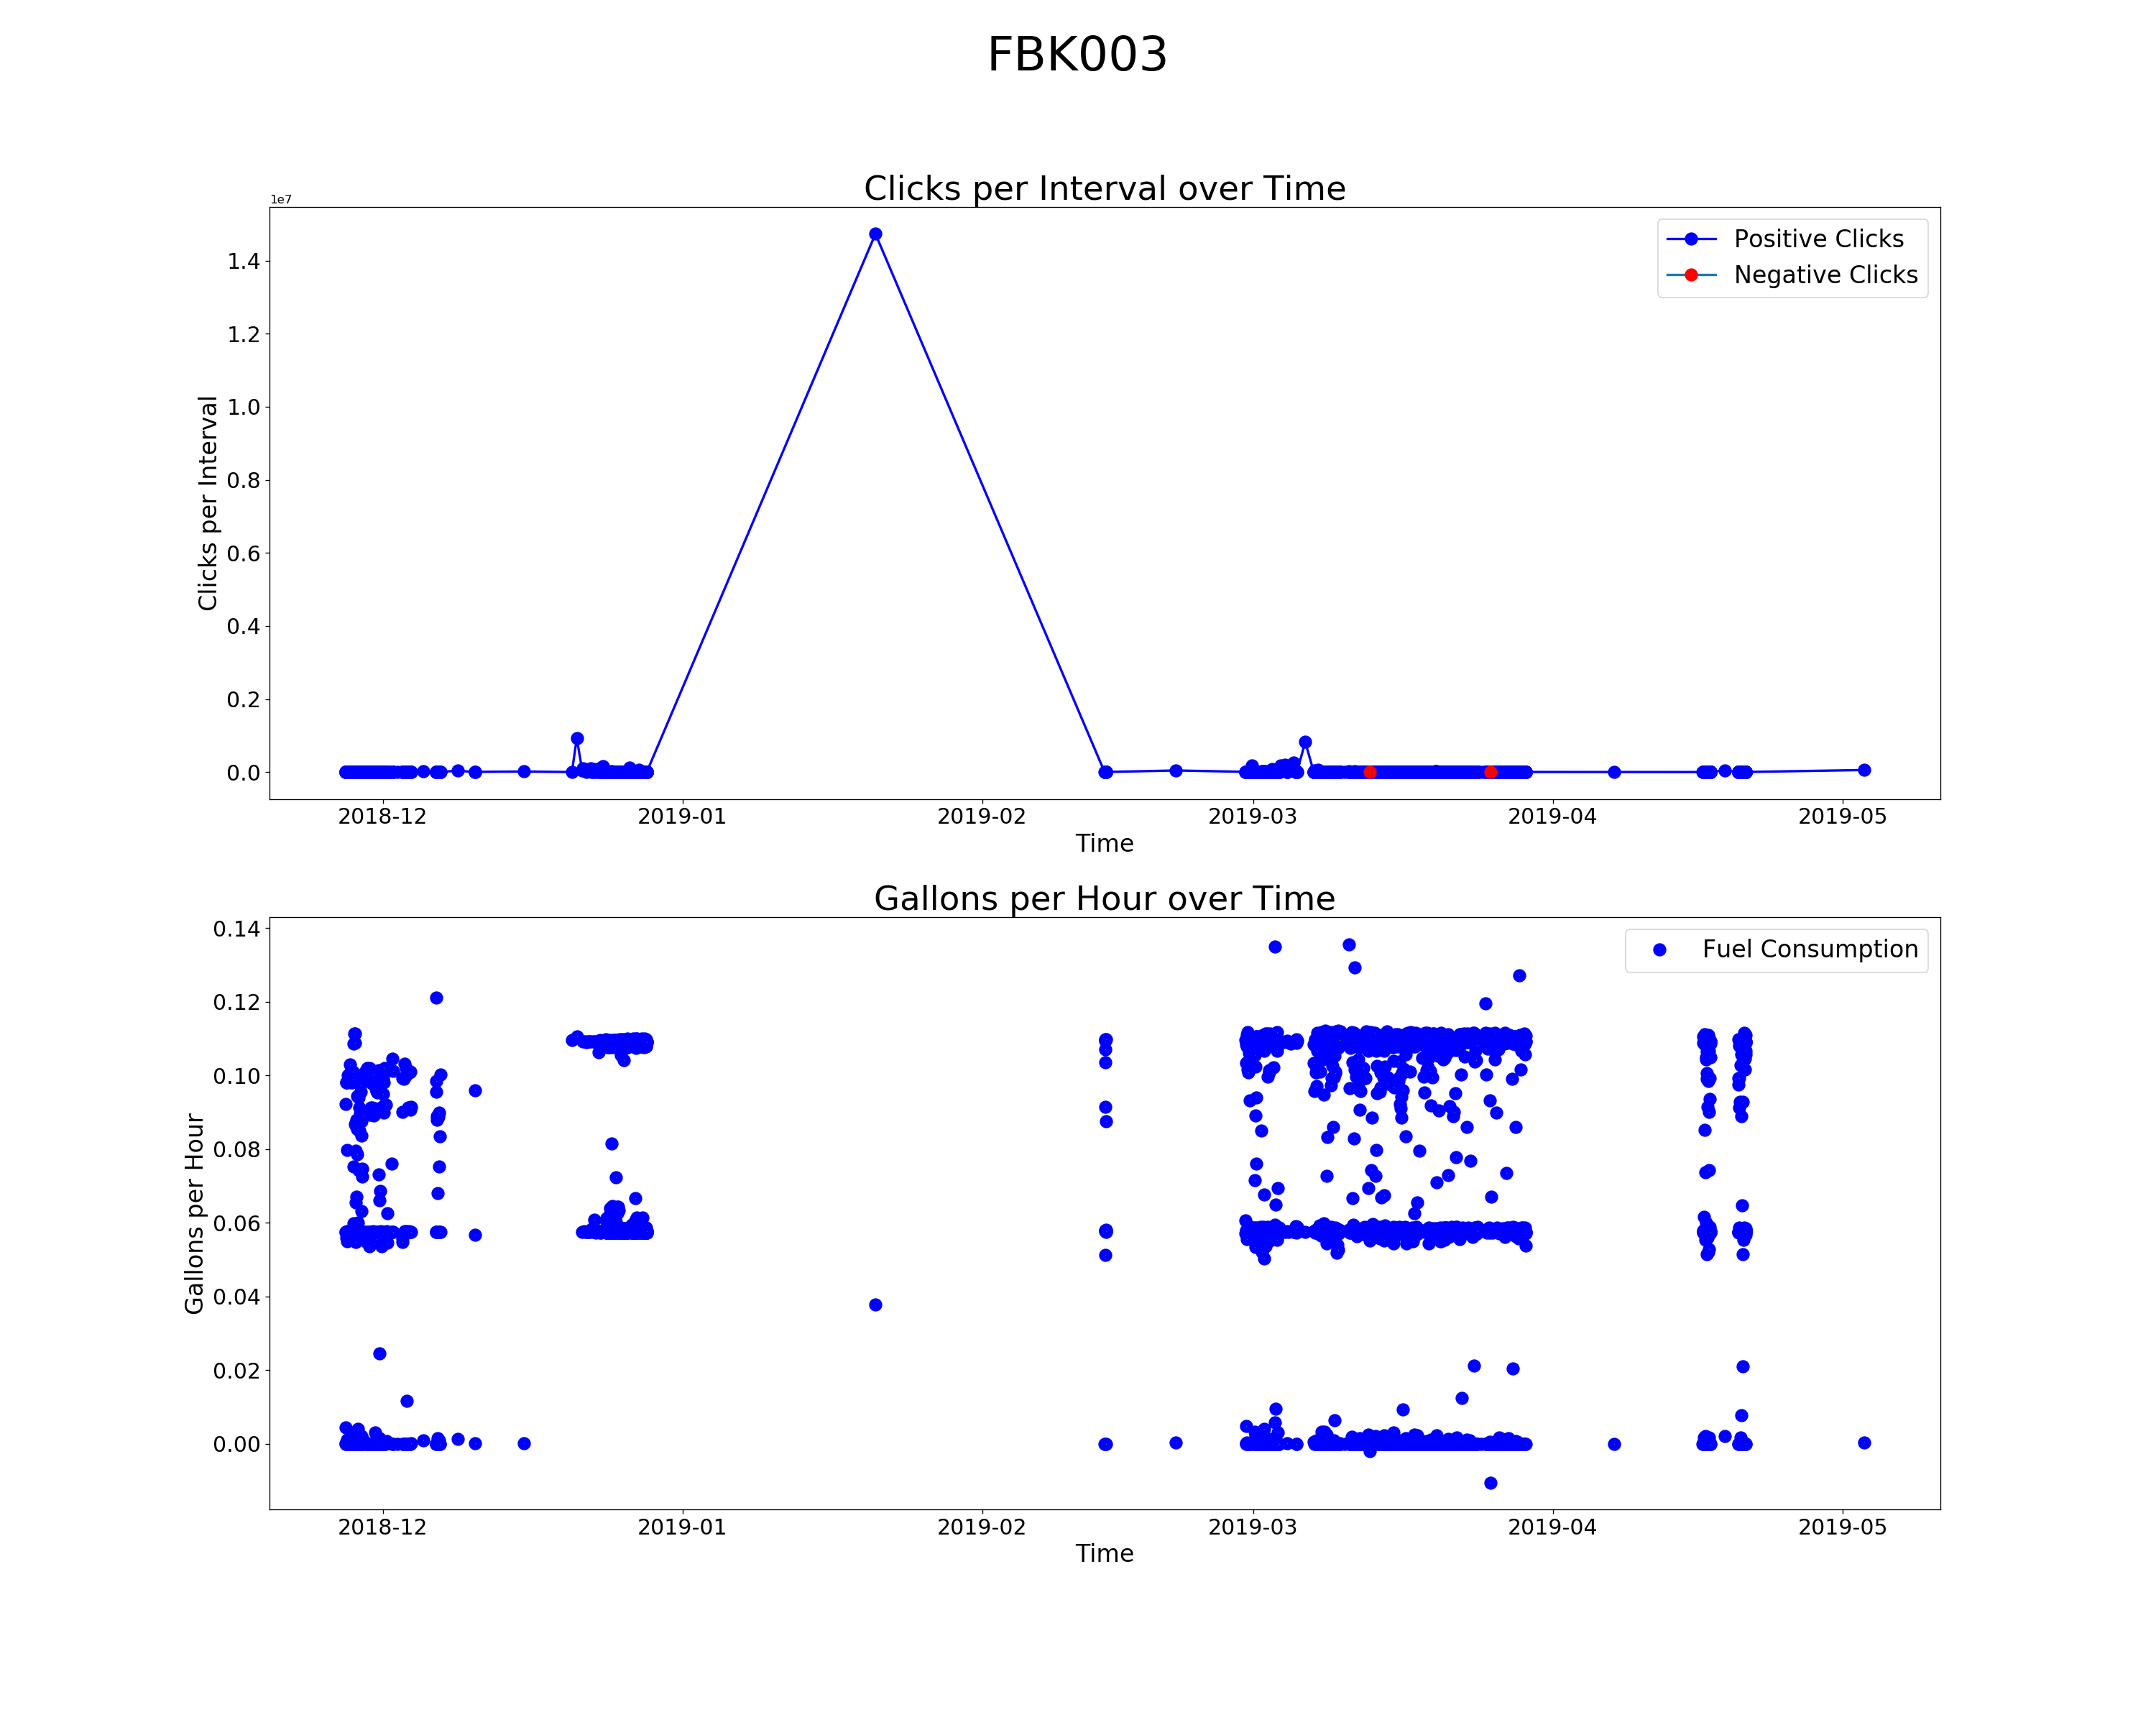 FBK003
Clicks per Interval over Time
1e7
Positive Clicks
Negative Clicks
1.4
1.2
1.0
0.8
0.6
0.4
0.2
0.0
Clicks per Interval
2018-12 2019-01 2019-02 2019-03 2019-04 2019-05
Time
Gallons per Hour over Time
Fuel Consumption
0.14
0.12
0.10
0.08
0.06
0.04
0.02
0.00
Gallons per Hour
2018-12 2019-01 2019-02 2019-03 2019-04 2019-05
Time